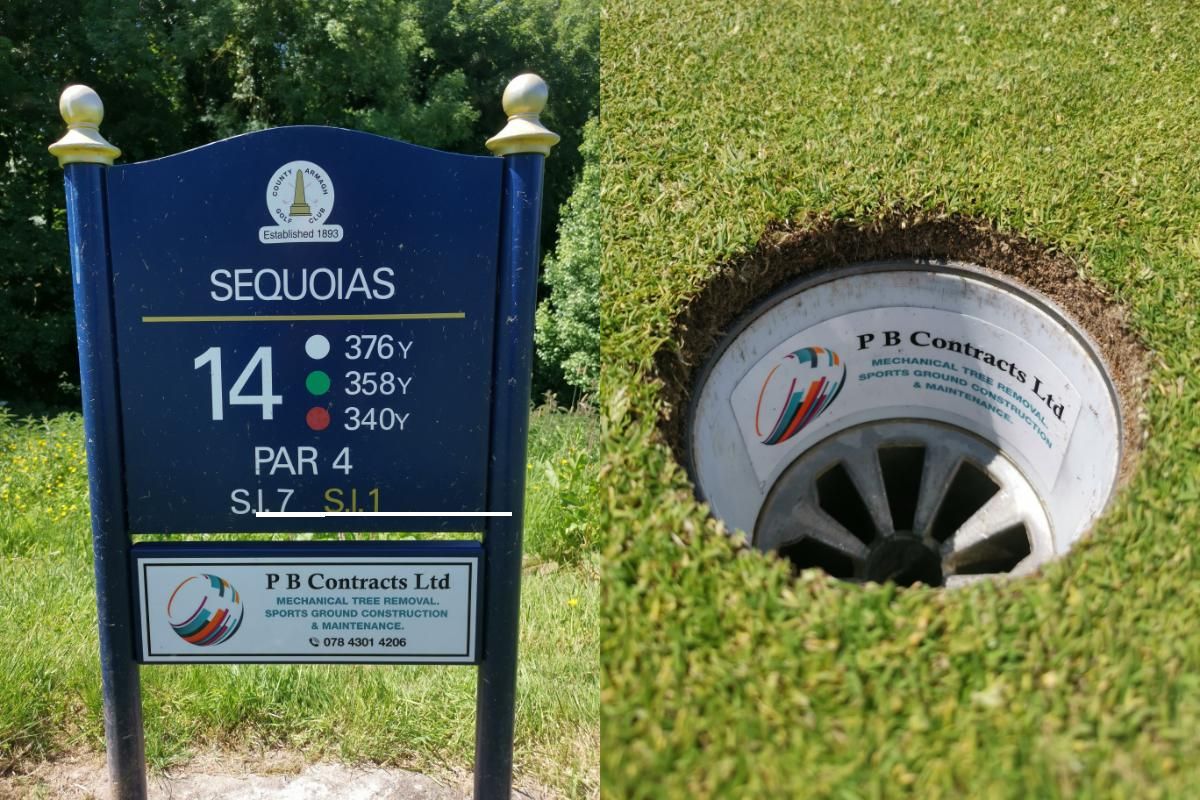 COUNTY ARMAGH
GOLF CLUB
Established 1893
SEQUOIAS
14
376Y
358Y
340Y
PAR 4
S.I.7 S.I.1
P B Contracts Ltd
MECHANICAL TREE REMOVAL.
SPORTS GROUND CONSTRUCTION
& MAINTENANCE.
078 4301 4206
P B Contracts Ltd
MECHANICAL TREE REMOVAL.
SPORTS GROUND CONSTRUCTION
& MAINTENANCE.